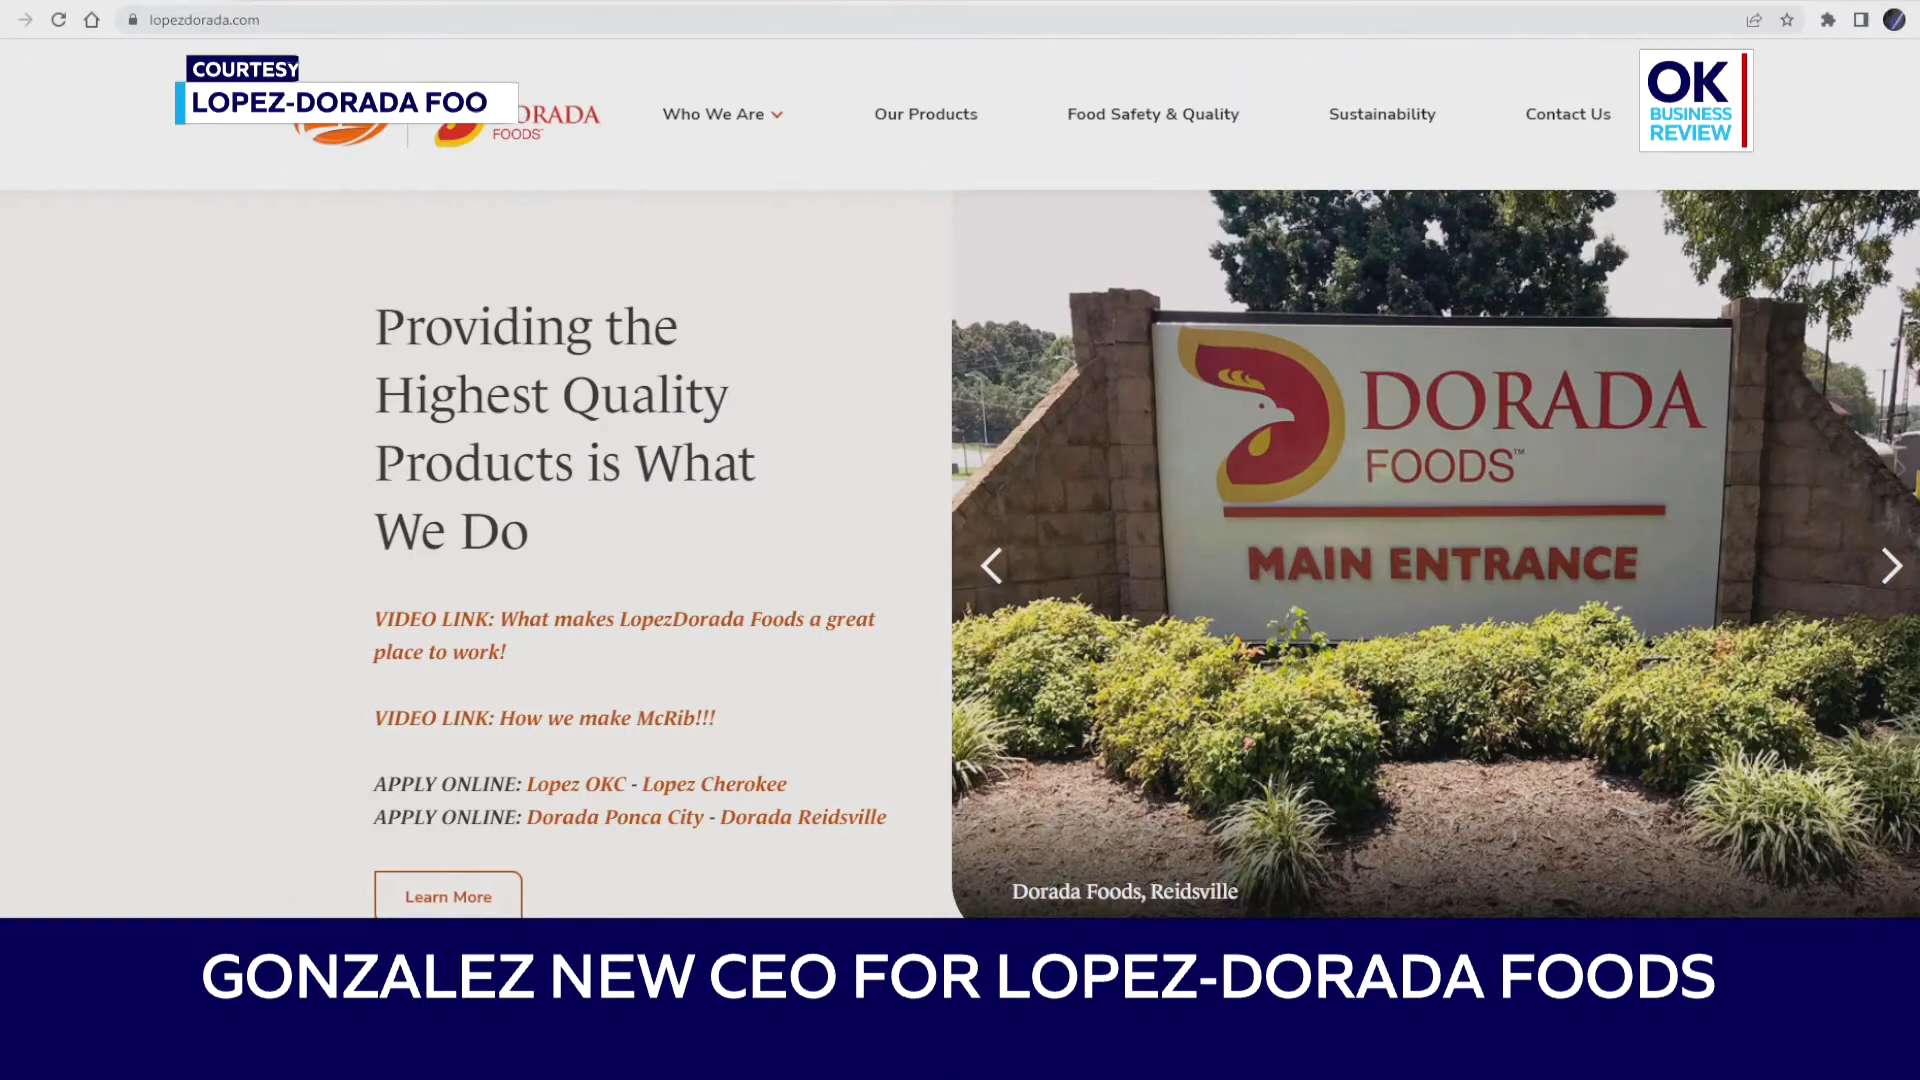 lopezdorada.com
COURTESY
LOPEZ-DORADA FOO
DORADA
FOODS
Who We Are
Our Products
Food Safety & Quality
Sustainability
Contact Us
OK
BUSINESS
REVIEW
Providing the
Highest Quality
Products is What
We Do
VIDEO LINK: What makes LopezDorada Foods a great
place to work!
VIDEO LINK: How we make McRib!!!
APPLY ONLINE: Lopez OKC - Lopez Cherokee
APPLY ONLINE: Dorada Ponca City - Dorada Reidsville
Learn More
DORADA
FOODS™
MAIN ENTRANCE
Dorada Foods, Reidsville
GONZALEZ NEW CEO FOR LOPEZ-DORADA FOODS